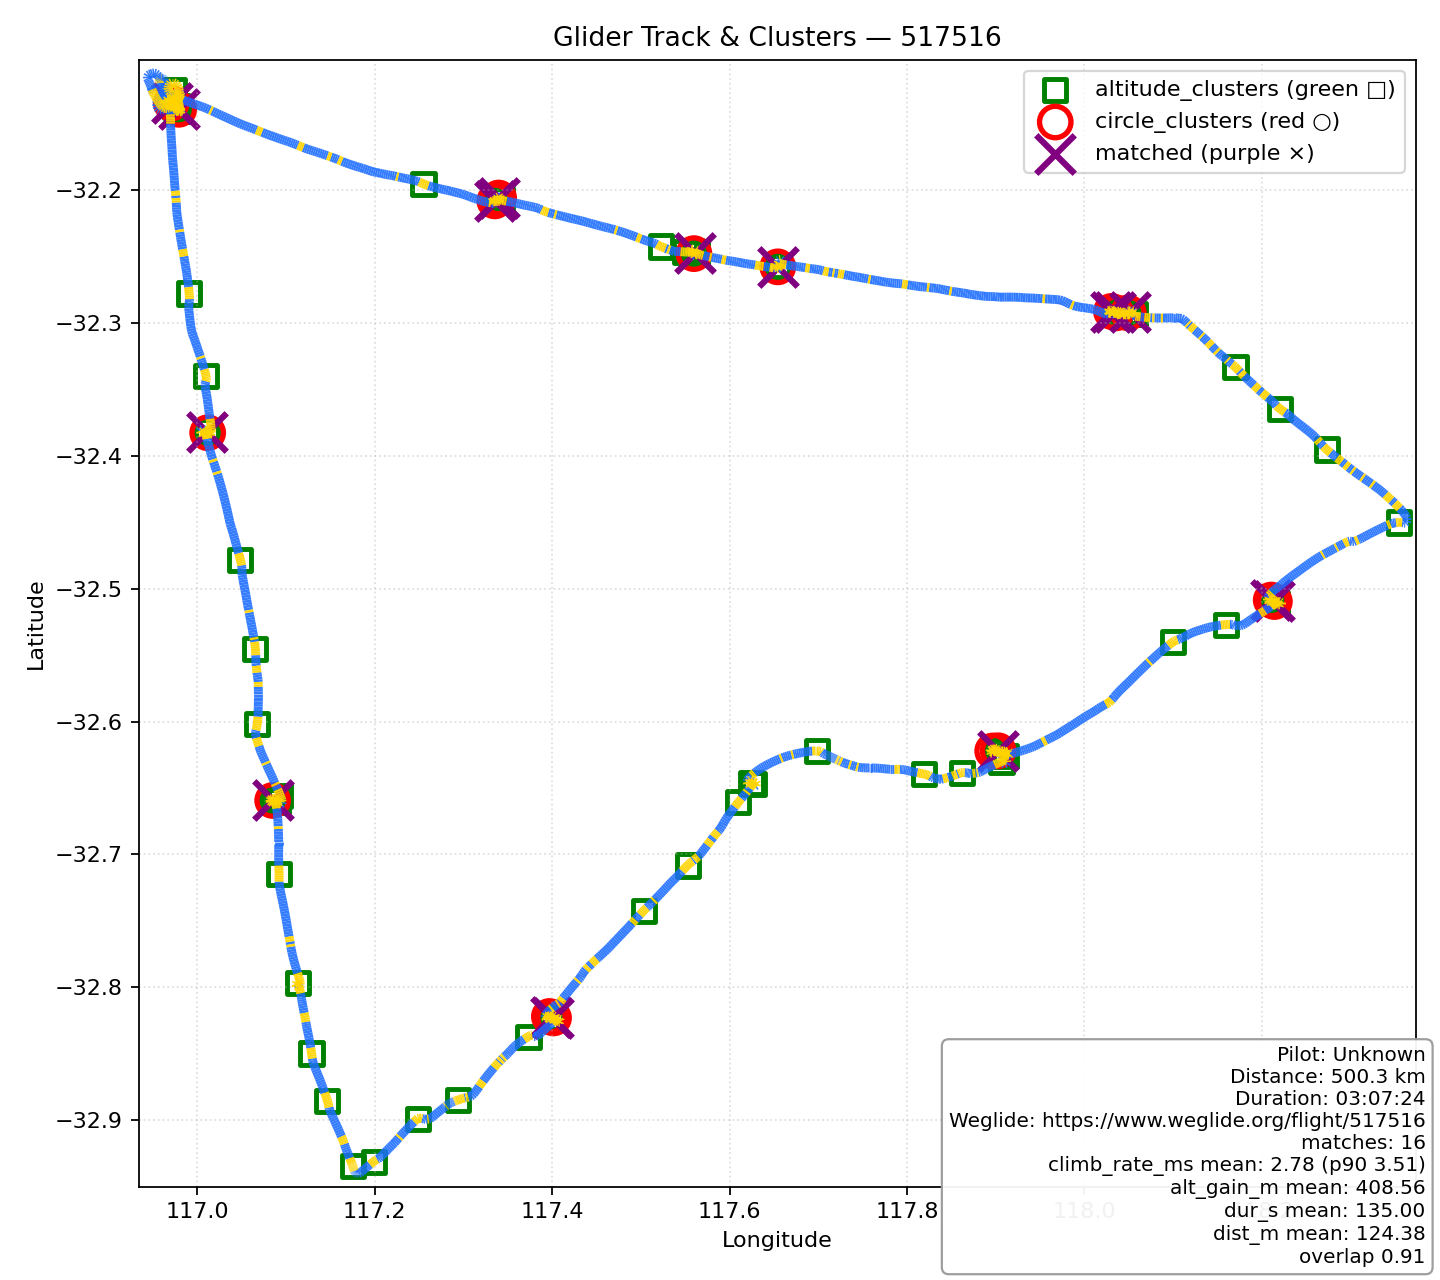 Glider Track & Clusters — 517516
altitude_clusters (green □)
circle_clusters (red ○)
matched (purple ×)
Latitude
−32.2
−32.3
−32.4
−32.5
−32.6
−32.7
−32.8
−32.9
117.0
117.2
117.4
117.6
117.8
118.0
Longitude
Pilot: Unknown
Distance: 500.3 km
Duration: 03:07:24
Weglide: https://www.weglide.org/flight/517516
matches: 16
climb_rate_ms mean: 2.78 (p90 3.51)
alt_gain_m mean: 408.56
dur_s mean: 135.00
dist_m mean: 124.38
overlap 0.91